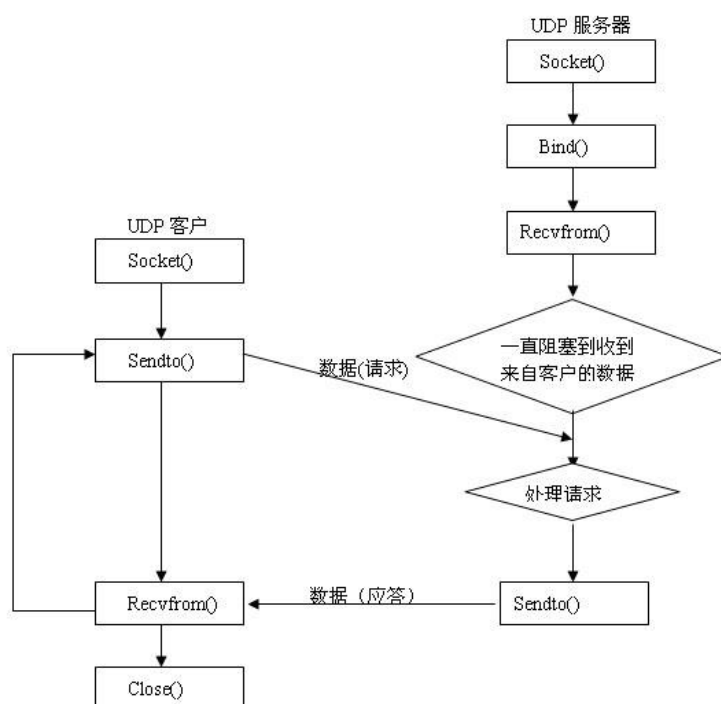 UDP 服务器
Socket()
Bind()
Recvfrom()
一直阻塞到收到
来自客户的数据
处理请求
Sendto()
UDP 客户
Socket()
Sendto()
数据(请求)
Recvfrom()
数据（应答）
Close()